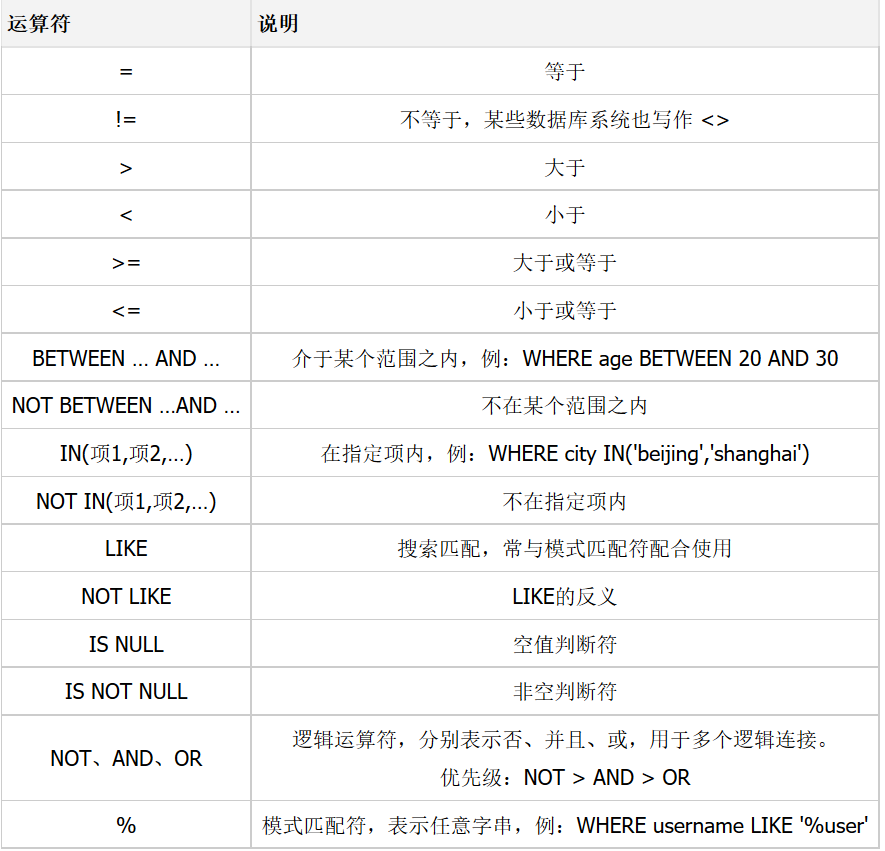 运算符 说明
= 等于
!= 不等于，某些数据库系统也写作 <>
> 大于
< 小于
>= 大于或等于
<= 小于或等于
BETWEEN … AND … 介于某个范围之内，例：WHERE age BETWEEN 20 AND 30
NOT BETWEEN …AND … 不在某个范围之内
IN(项1,项2,…) 在指定项内，例：WHERE city IN('beijing','shanghai')
NOT IN(项1,项2,…) 不在指定项内
LIKE 搜索匹配，常与模式匹配符配合使用
NOT LIKE LIKE的反义
IS NULL 空值判断符
IS NOT NULL 非空判断符
NOT、AND、OR 逻辑运算符，分别表示否、并且、或，用于多个逻辑连接。
优先级：NOT > AND > OR
% 模式匹配符，表示任意字串，例：WHERE username LIKE '%user'